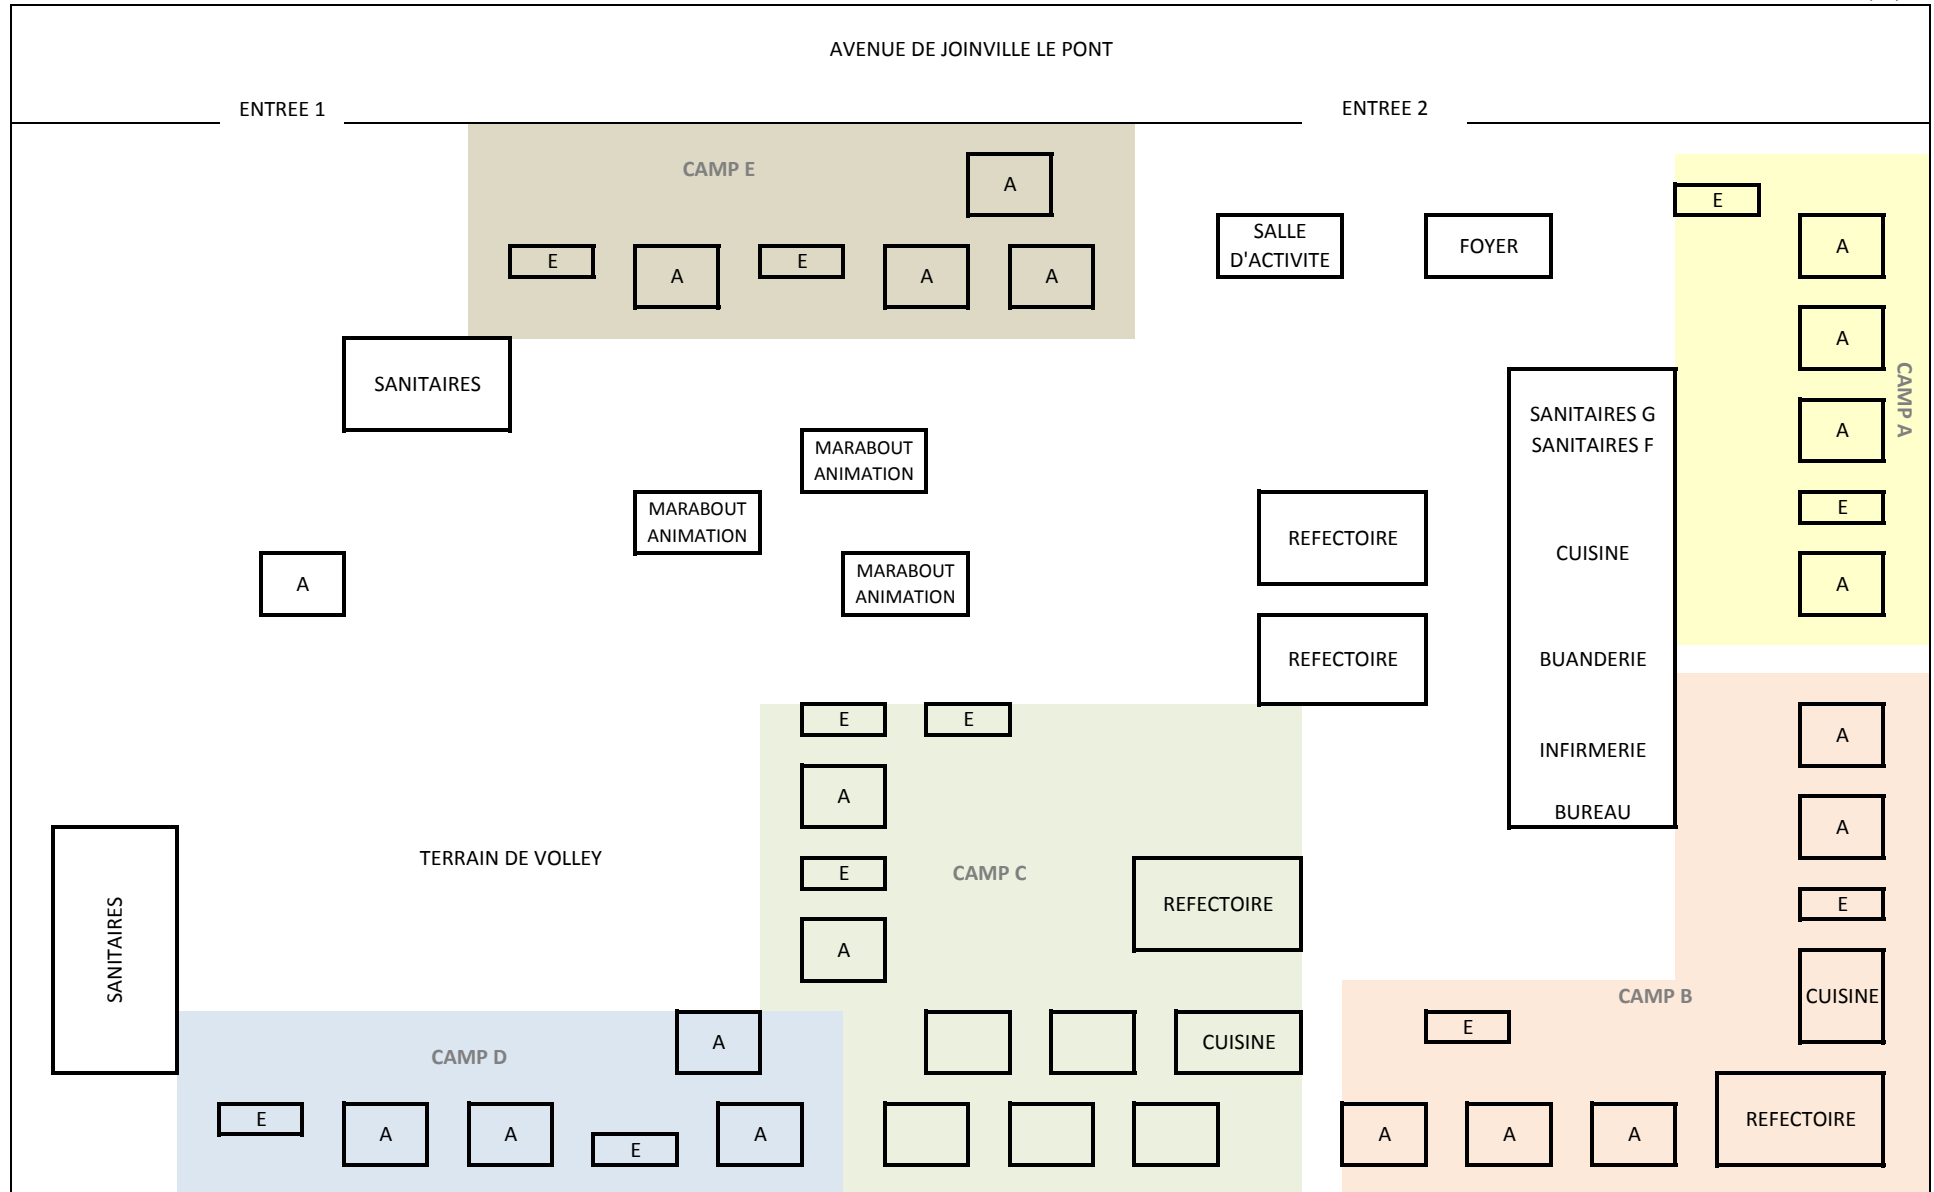 AVENUE DE JOINVILLE LE PONT
ENTREE 1
ENTREE 2
CAMP E
A
E
A
E
A
A
SALLE
D'ACTIVITE
FOYER
E
A
A
A
E
A
CAMP A
SANITAIRES
MARABOUT
ANIMATION
MARABOUT
ANIMATION
MARABOUT
ANIMATION
A
REFECTOIRE
REFECTOIRE
SANITAIRES G
SANITAIRES F
CUISINE
BUANDERIE
INFIRMERIE
BUREAU
TERRAIN DE VOLLEY
SANITAIRES
E
E
A
E
A
CAMP C
REFECTOIRE
CUISINE
A
A
E
CUISINE
CAMP B
E
A
A
A
REFECTOIRE
CAMP D
A
E
A
A
E
A